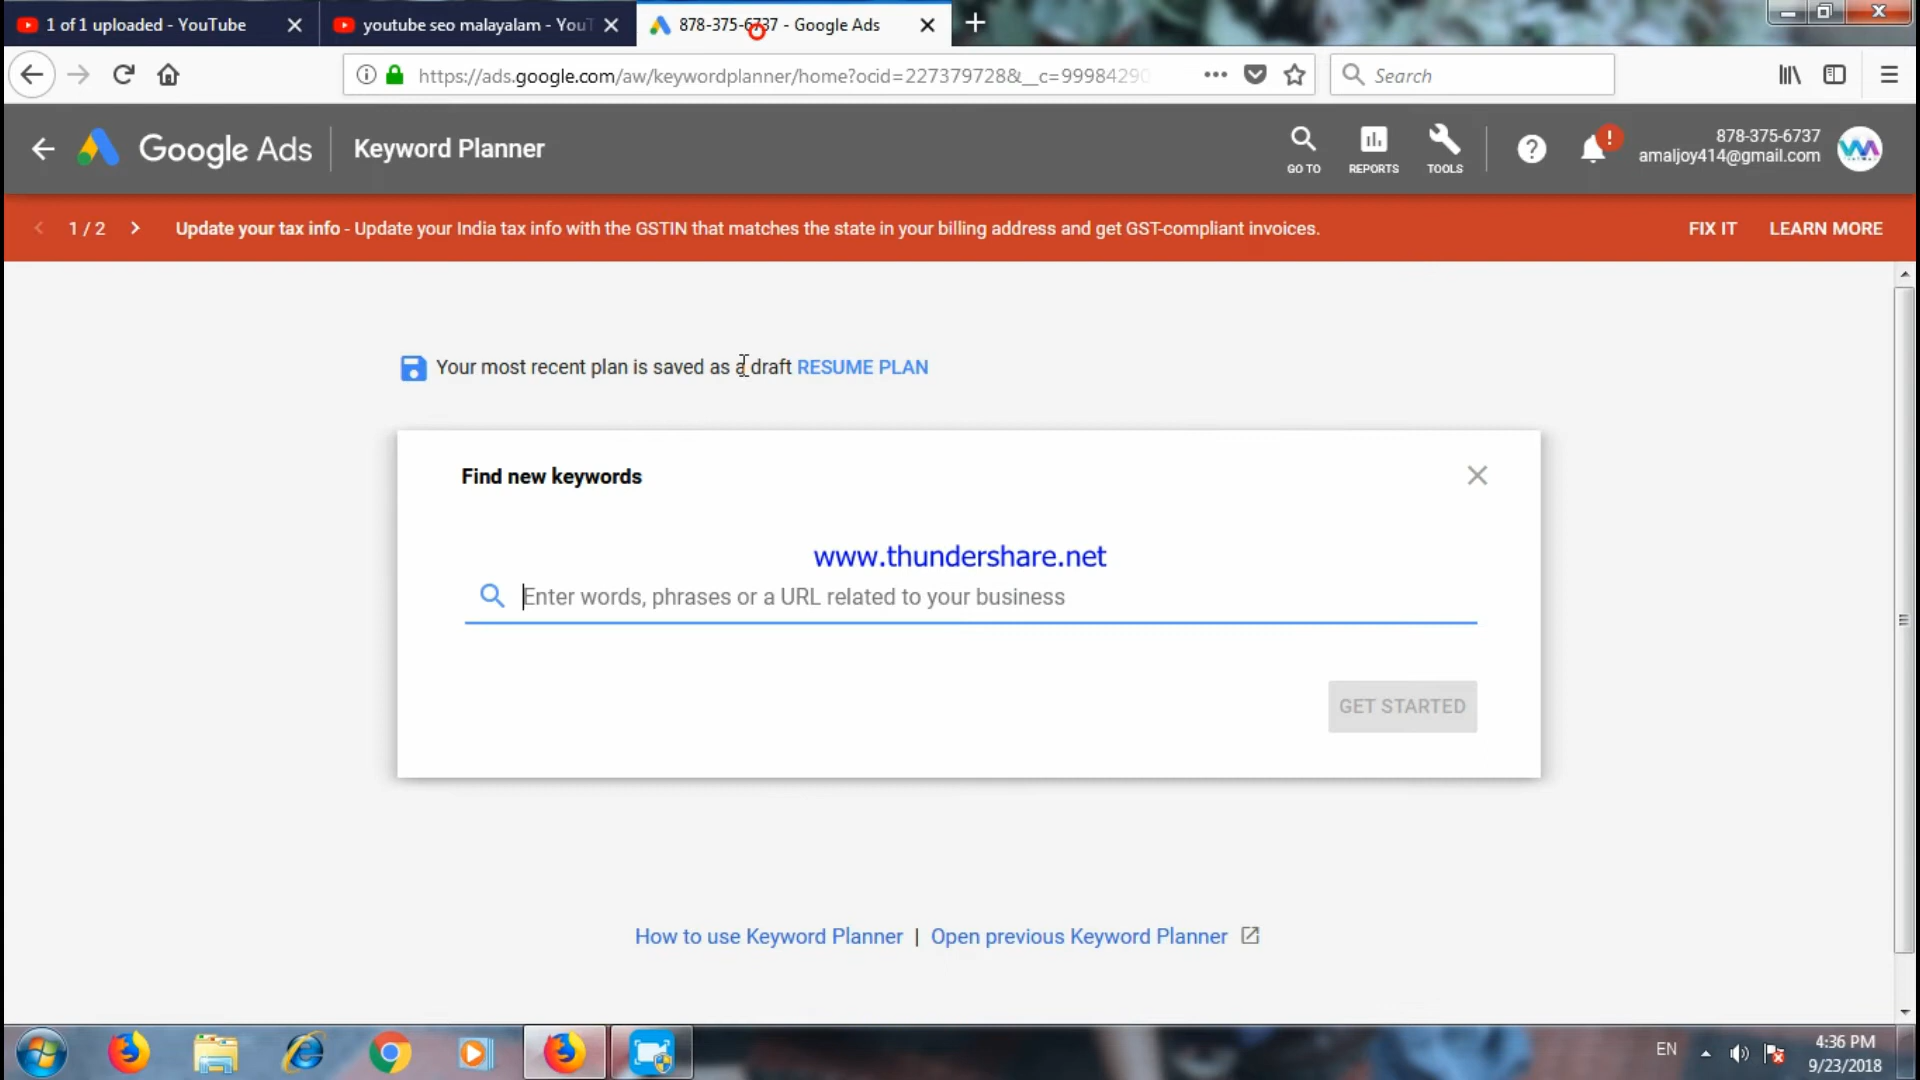 1 of 1 uploaded - YouTube
youtube seo malayalam - YouT
878-375-6737 - Google Ads
https://ads.google.com/aw/keywordplanner/home?ocid=227379728&__c=99984290
Search
Google Ads
Keyword Planner
GO TO
REPORTS
TOOLS
878-375-6737
amaljoy414@gmail.com
1 / 2
Update your tax info - Update your India tax info with the GSTIN that matches the state in your billing address and get GST-compliant invoices.
FIX IT
LEARN MORE
Your most recent plan is saved as a draft RESUME PLAN
Find new keywords
www.thundershare.net
Enter words, phrases or a URL related to your business
GET STARTED
How to use Keyword Planner | Open previous Keyword Planner
EN
4:36 PM
9/23/2018